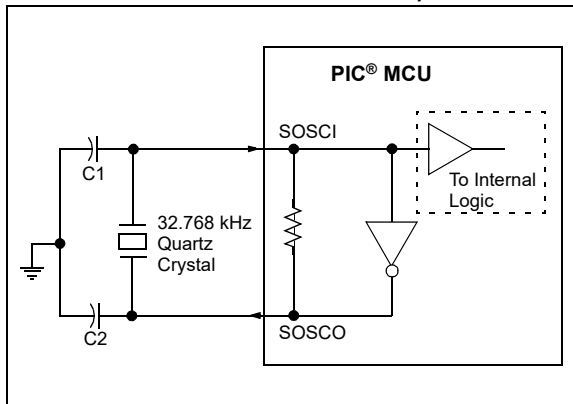 PIC® MCU
SOSCI
C1
To Internal
Logic
32.768 kHz
Quartz
Crystal
SOSCO
C2